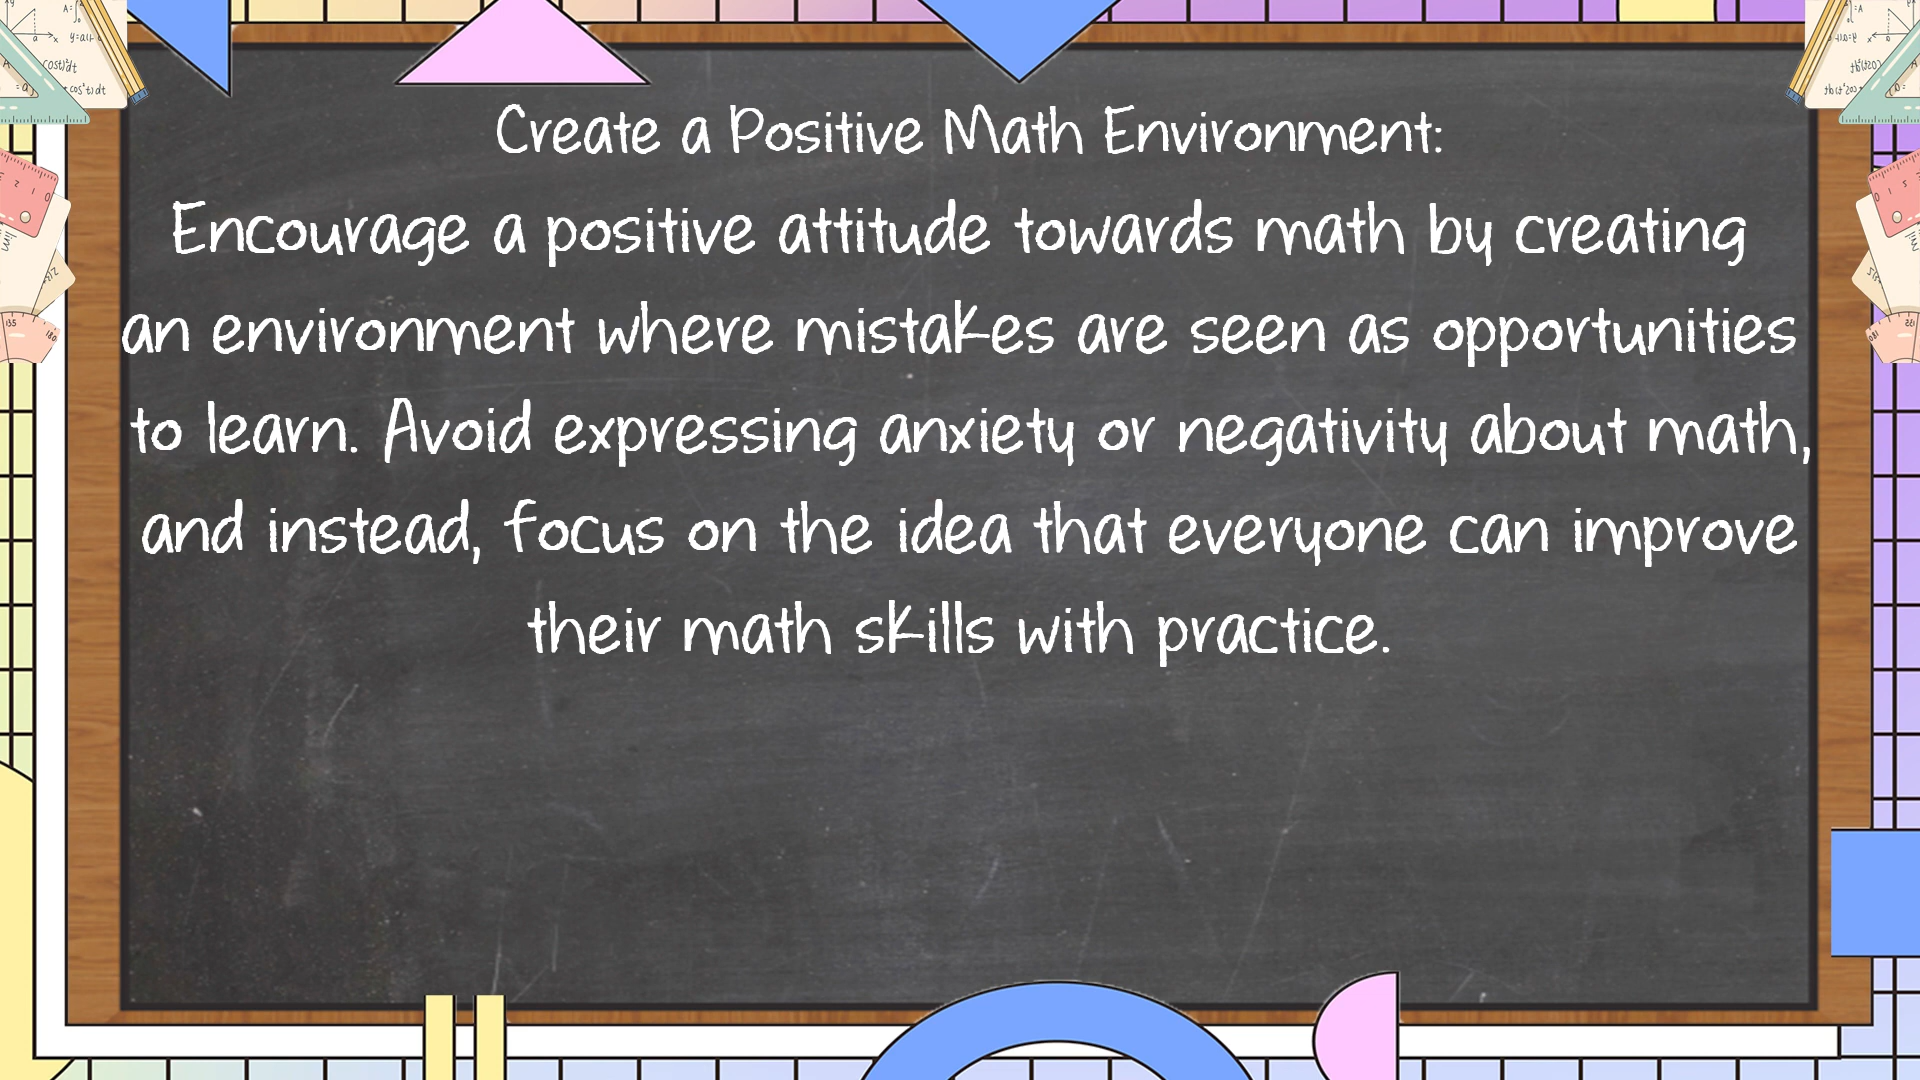 Create a Positive Math Environment:
Encourage a positive attitude towards math by creating
an environment where mistakes are seen as opportunities
to learn. Avoid expressing anxiety or negativity about math,
and instead, focus on the idea that everyone can improve
their math skills with practice.